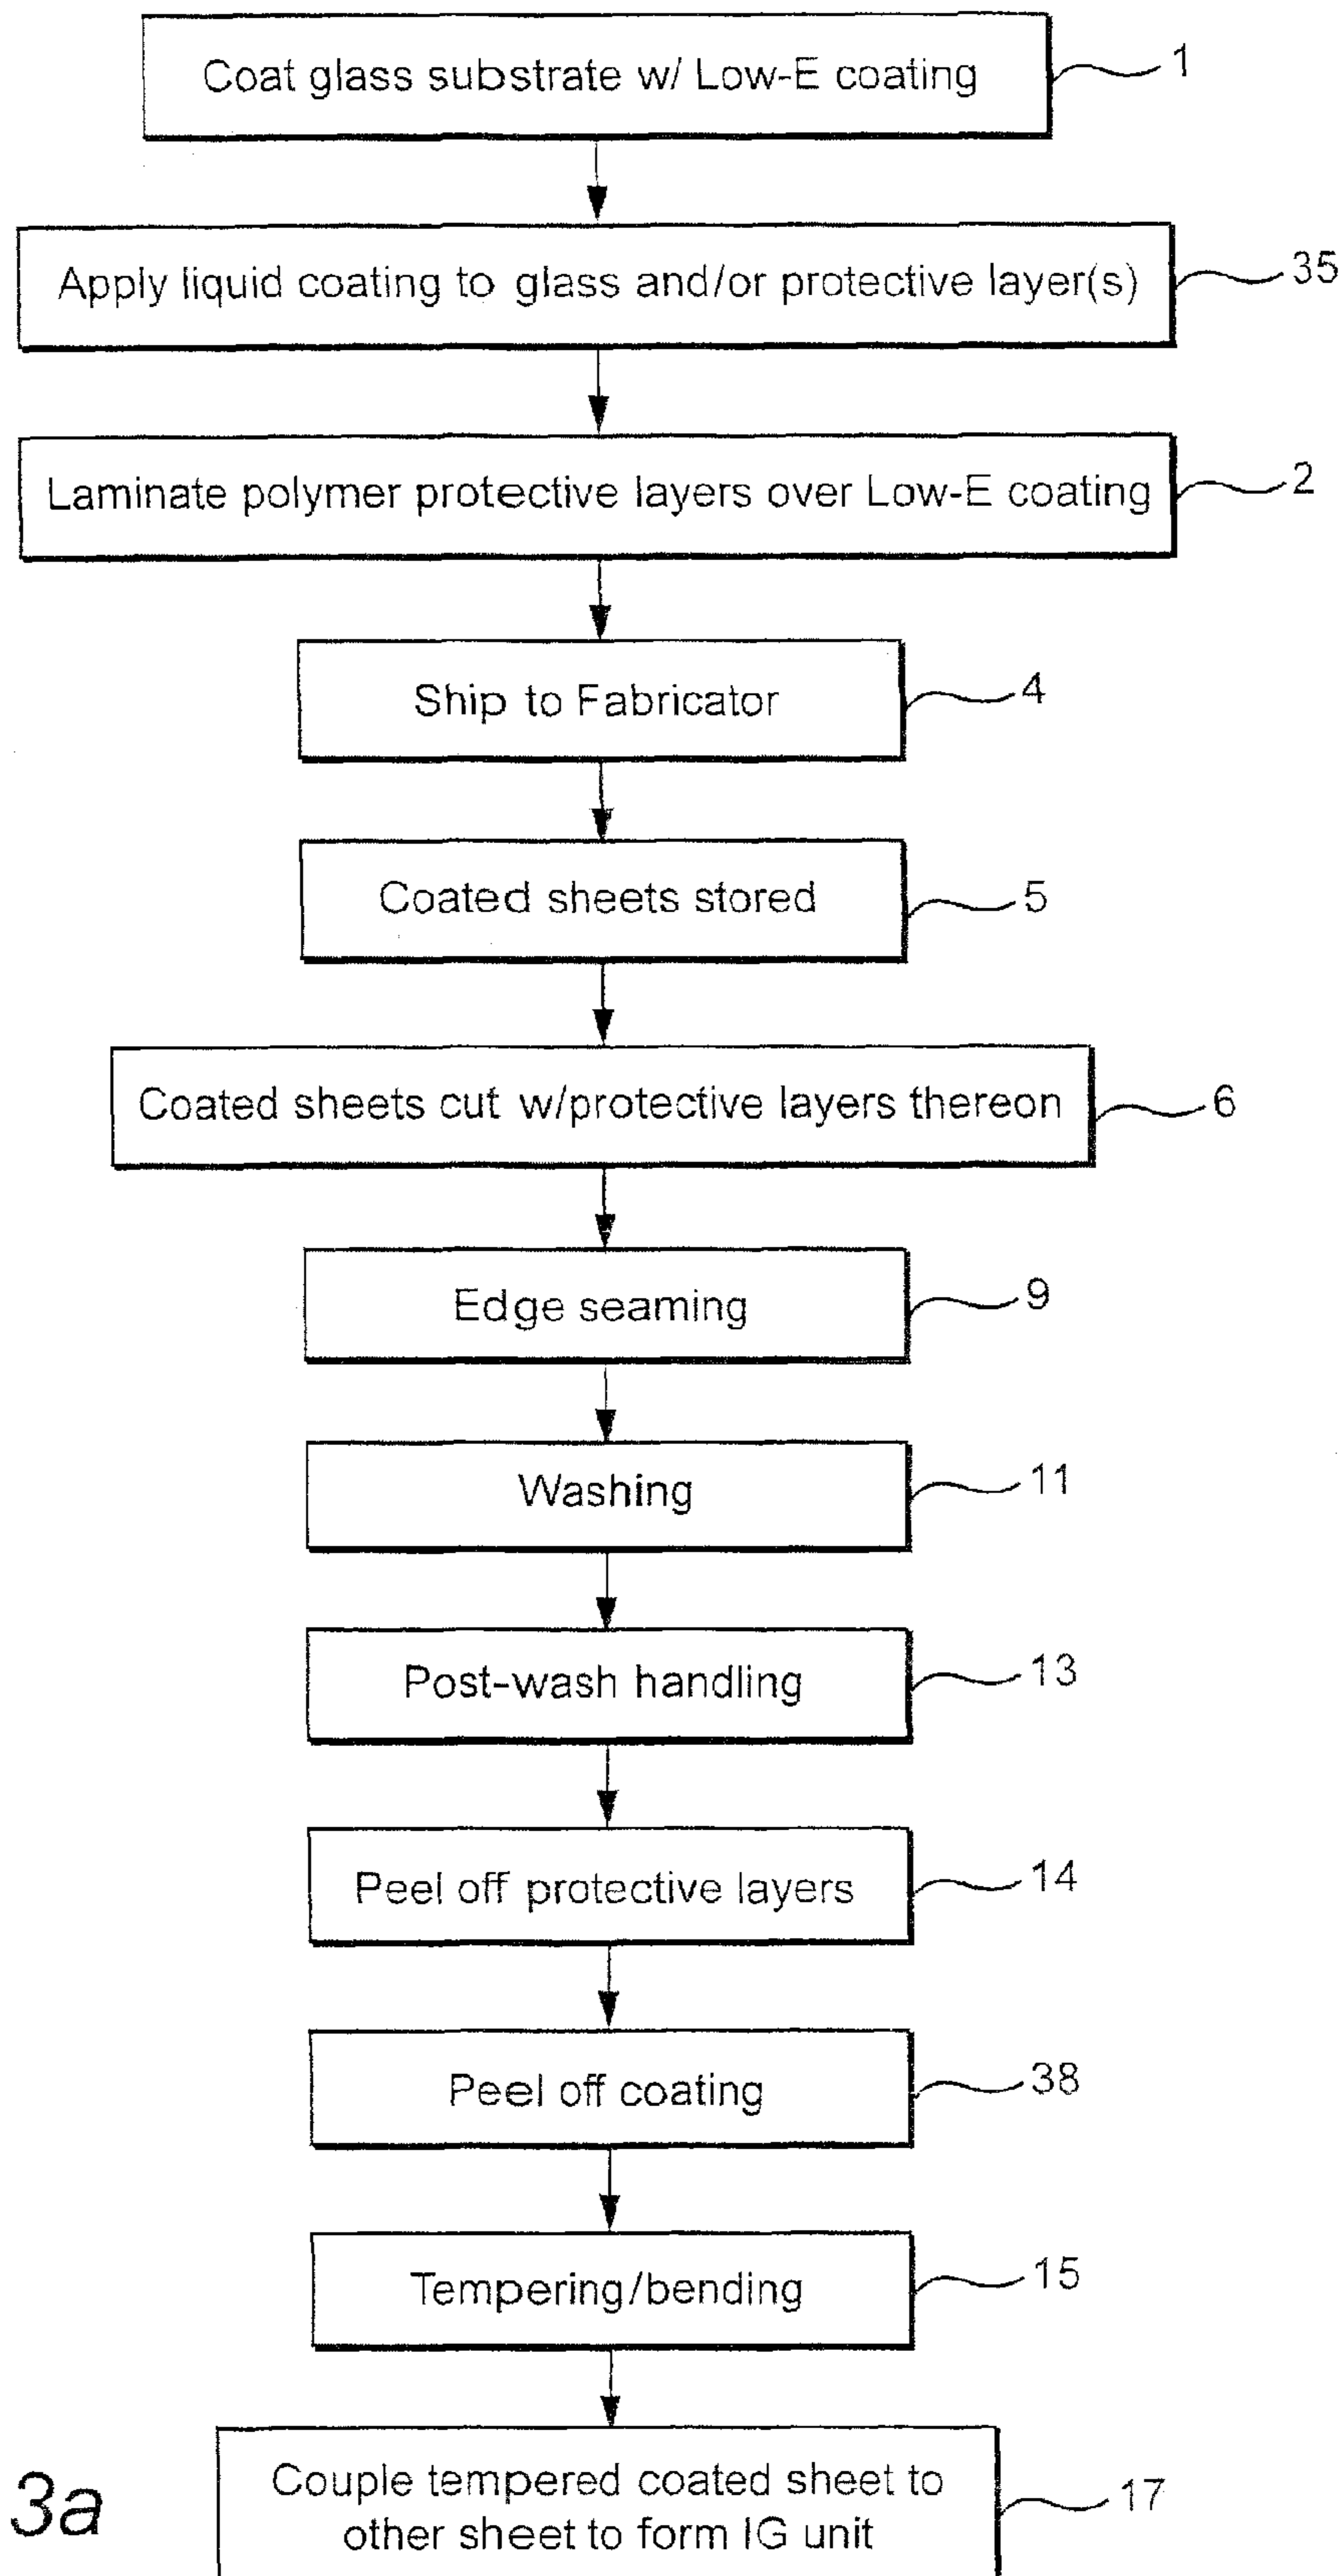 Coat glass substrate w/ Low-E coating
1
Apply liquid coating to glass and/or protective layer(s)
35
Laminate polymer protective layers over Low-E coating
2
Ship to Fabricator
4
Coated sheets stored
5
Coated sheets cut w/protective layers thereon
6
Edge seaming
9
Washing
11
Post-wash handling
13
Peel off protective layers
14
Peel off coating
38
Tempering/bending
15
Couple tempered coated sheet to
other sheet to form IG unit
17
3a